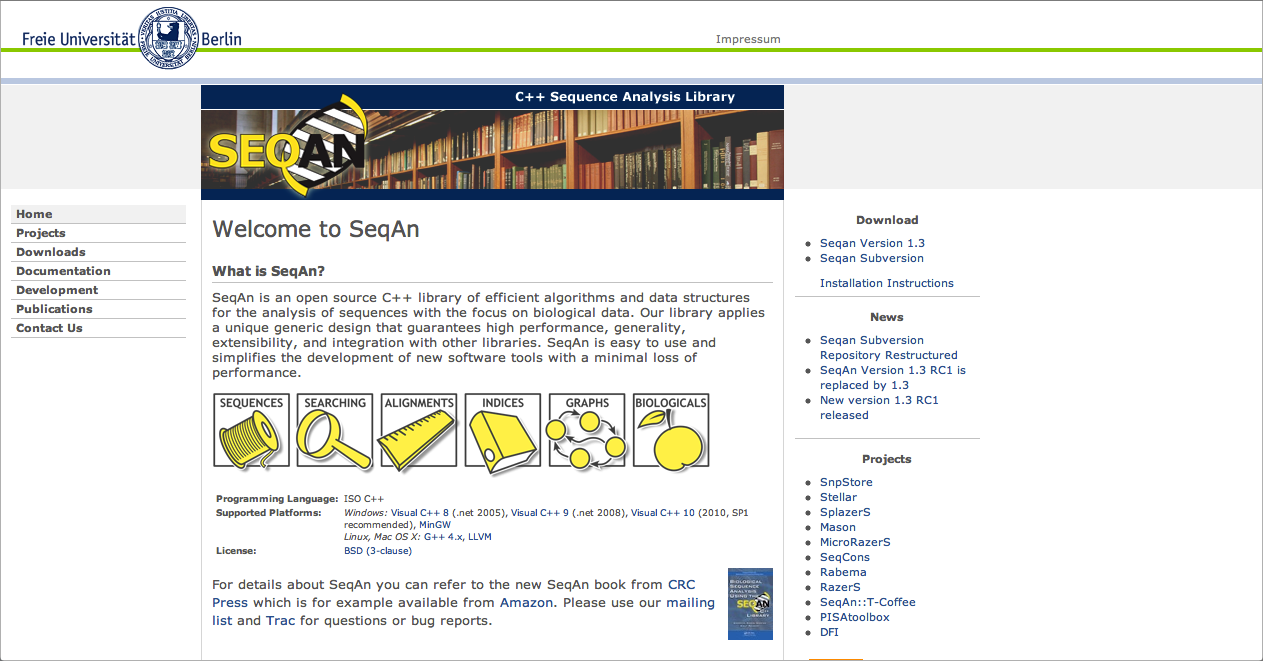 Freie Universität Berlin
Impressum
C++ Sequence Analysis Library
SEQAN
Home
Projects
Downloads
Documentation
Development
Publications
Contact Us
Welcome to SeqAn
What is SeqAn?
SeqAn is an open source C++ library of efficient algorithms and data structures
for the analysis of sequences with the focus on biological data. Our library applies
a unique generic design that guarantees high performance, generality,
extensibility, and integration with other libraries. SeqAn is easy to use and
simplifies the development of new software tools with a minimal loss of
performance.
SEQUENCES SEARCHING ALIGNMENTS INDICES GRAPHS BIOLOGICALS
Programming Language: ISO C++
Supported Platforms: Windows: Visual C++ 8 (.net 2005), Visual C++ 9 (.net 2008), Visual C++ 10 (2010, SP1
recommended), MinGW
Linux, Mac OS X: G++ 4.x, LLVM
License: BSD (3-clause)
For details about SeqAn you can refer to the new SeqAn book from CRC
Press which is for example available from Amazon. Please use our mailing
list and Trac for questions or bug reports.
BIOLOGICAL
SEQUENCE
ANALYSIS
USING THE
SEQAN
C++
LIBRARY
Download
Seqan Version 1.3
Seqan Subversion
Installation Instructions
News
Seqan Subversion
Repository Restructured
SeqAn Version 1.3 RC1 is
replaced by 1.3
New version 1.3 RC1
released
Projects
SnpStore
Stellar
SplazerS
Mason
MicroRazerS
SeqCons
Rabema
RazerS
SeqAn::T-Coffee
PISAtoolbox
DFI